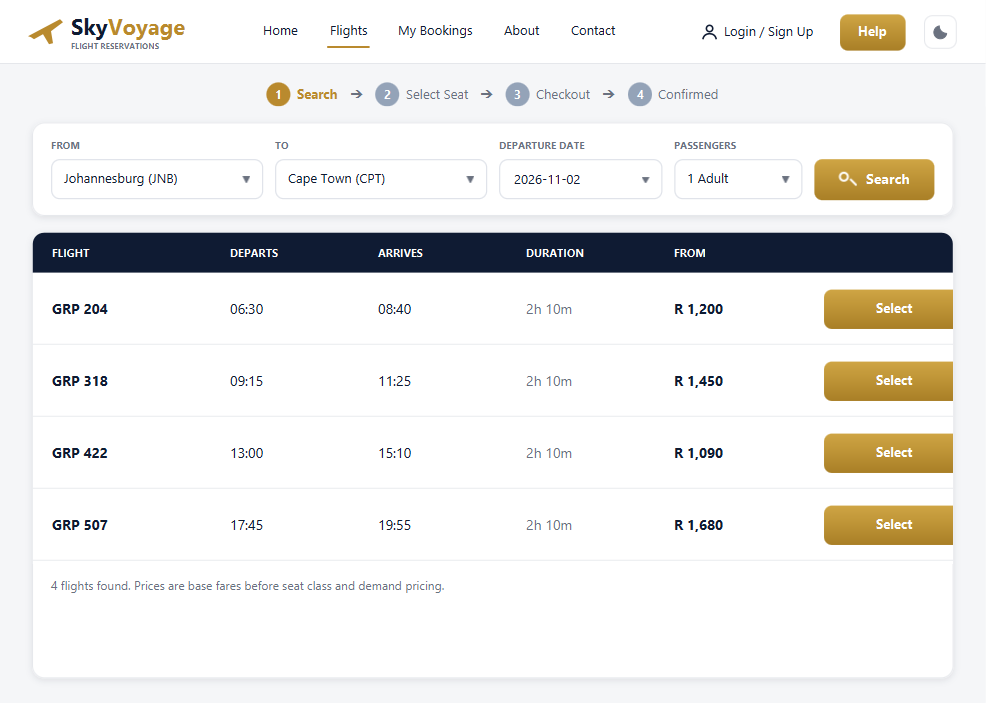 SkyVoyage
FLIGHT RESERVATIONS
Home Flights My Bookings About Contact Login / Sign Up Help
1 Search → 2 Select Seat → 3 Checkout → 4 Confirmed
FROM TO DEPARTURE DATE PASSENGERS
Johannesburg (JNB) ▼ Cape Town (CPT) ▼ 2026-11-02 ▼ 1 Adult ▼ Search
FLIGHT DEPARTS ARRIVES DURATION FROM
GRP 204 06:30 08:40 2h 10m R 1,200 Select
GRP 318 09:15 11:25 2h 10m R 1,450 Select
GRP 422 13:00 15:10 2h 10m R 1,090 Select
GRP 507 17:45 19:55 2h 10m R 1,680 Select
4 flights found. Prices are base fares before seat class and demand pricing.